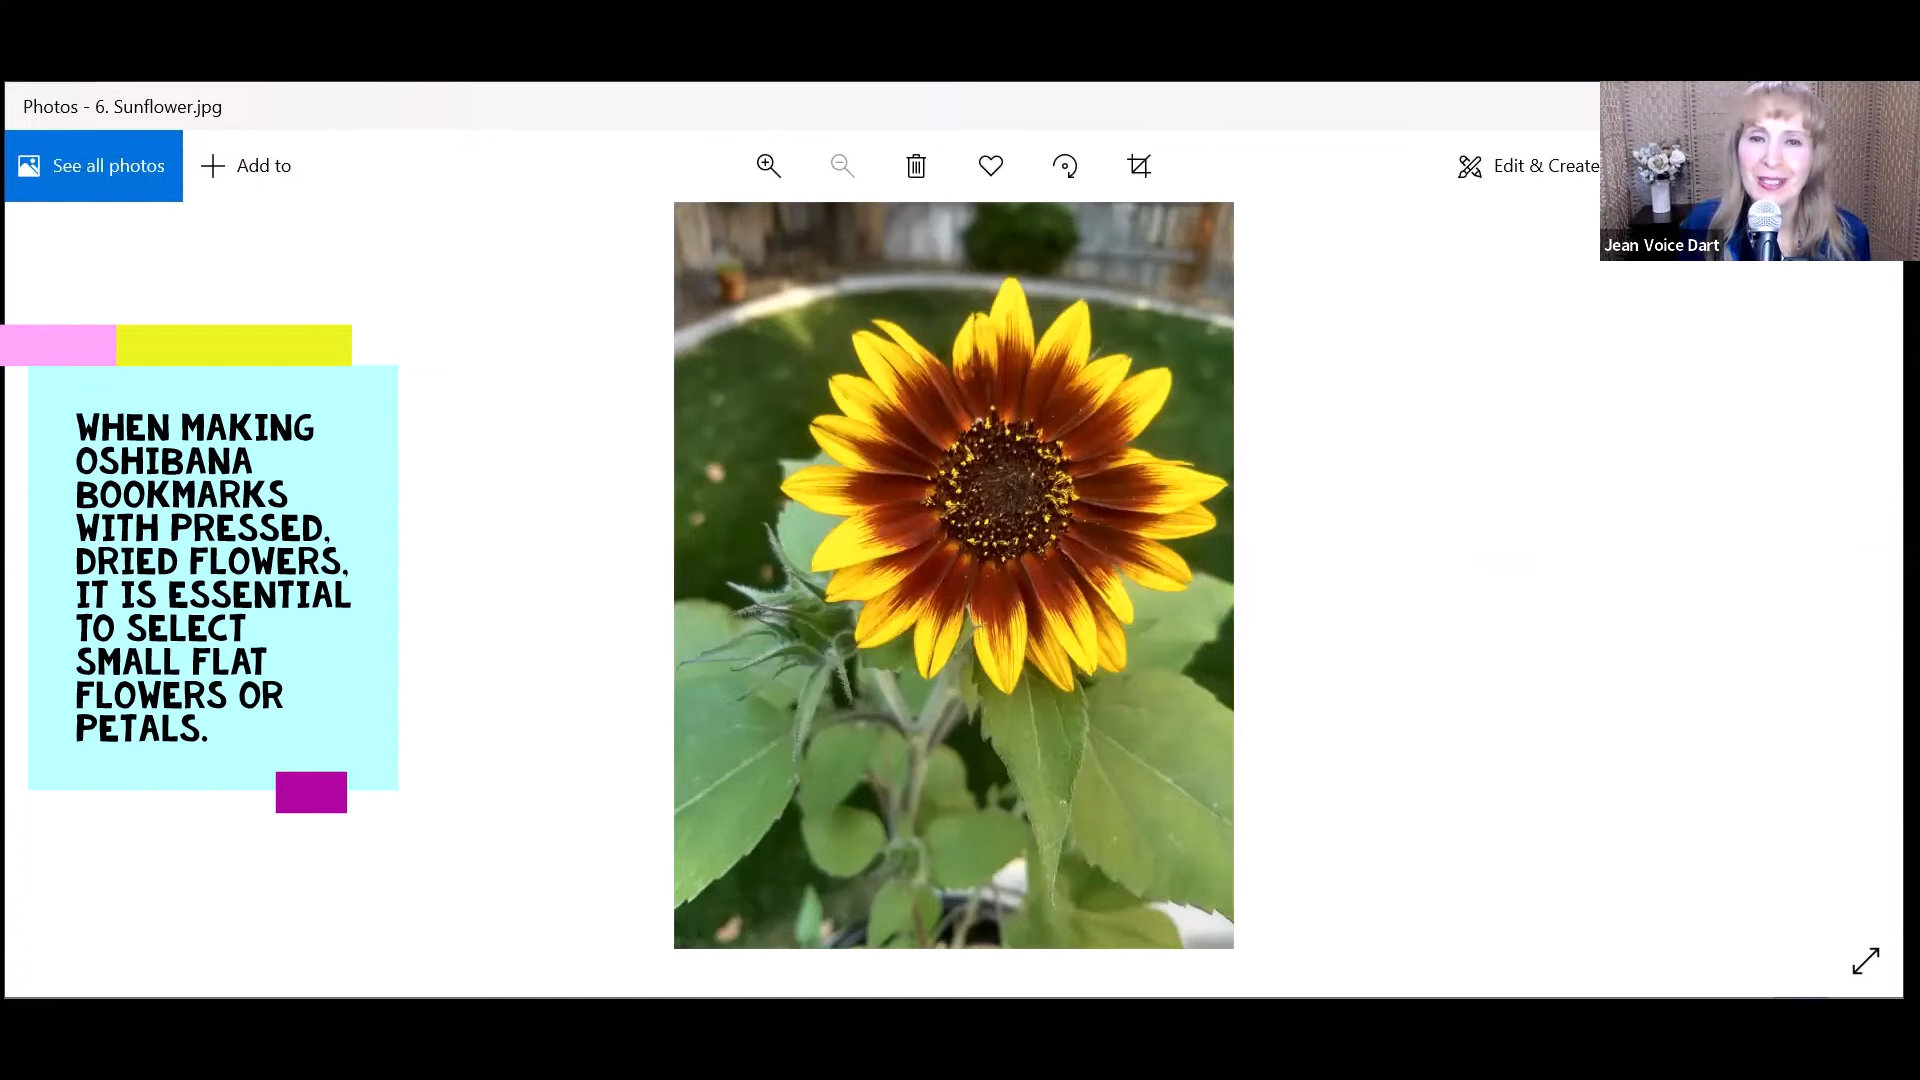 Photos - 6. Sunflower.jpg
See all photos
Add to
Edit & Create
Jean Voice Dart
WHEN MAKING
OSHIBANA
BOOKMARKS
WITH PRESSED,
DRIED FLOWERS,
IT IS ESSENTIAL
TO SELECT
SMALL FLAT
FLOWERS OR
PETALS.